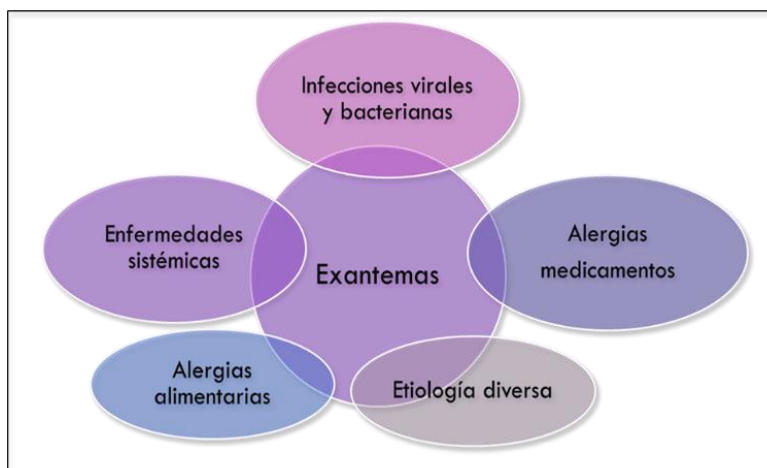 Infecciones virales
y bacterianas
Enfermedades
sistémicas
Exantemas
Alergias
medicamentos
Alergias
alimentarias
Etiología diversa